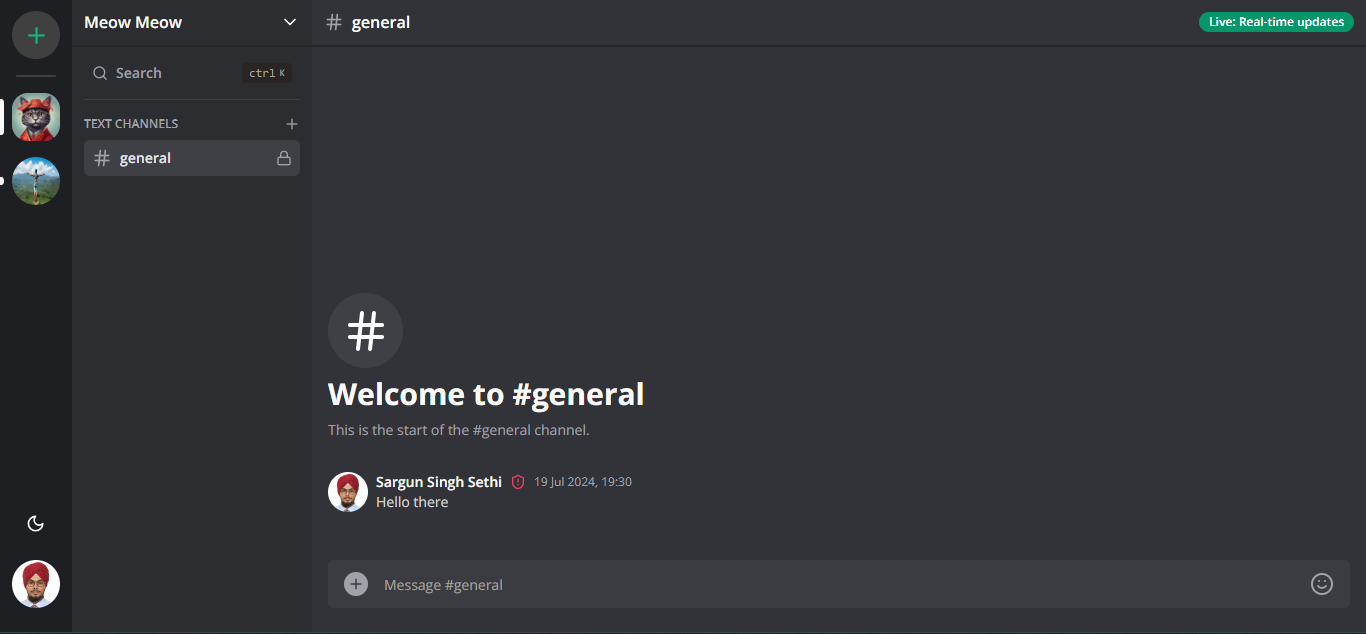 Meow Meow
# general
Live: Real-time updates
Search
ctrl K
TEXT CHANNELS
# general
#
Welcome to #general
This is the start of the #general channel.
Sargun Singh Sethi 19 Jul 2024, 19:30
Hello there
Message #general